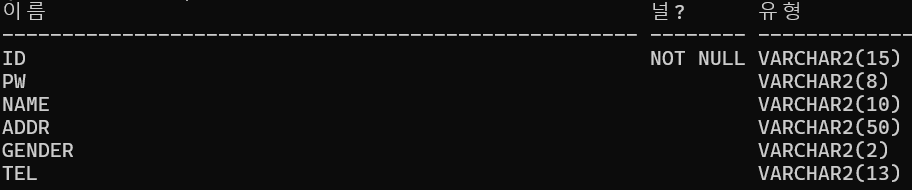 이름 널? 유형
----------------------------------------------------- -------- -------------
ID NOT NULL VARCHAR2(15)
PW VARCHAR2(8)
NAME VARCHAR2(10)
ADDR VARCHAR2(50)
GENDER VARCHAR2(2)
TEL VARCHAR2(13)